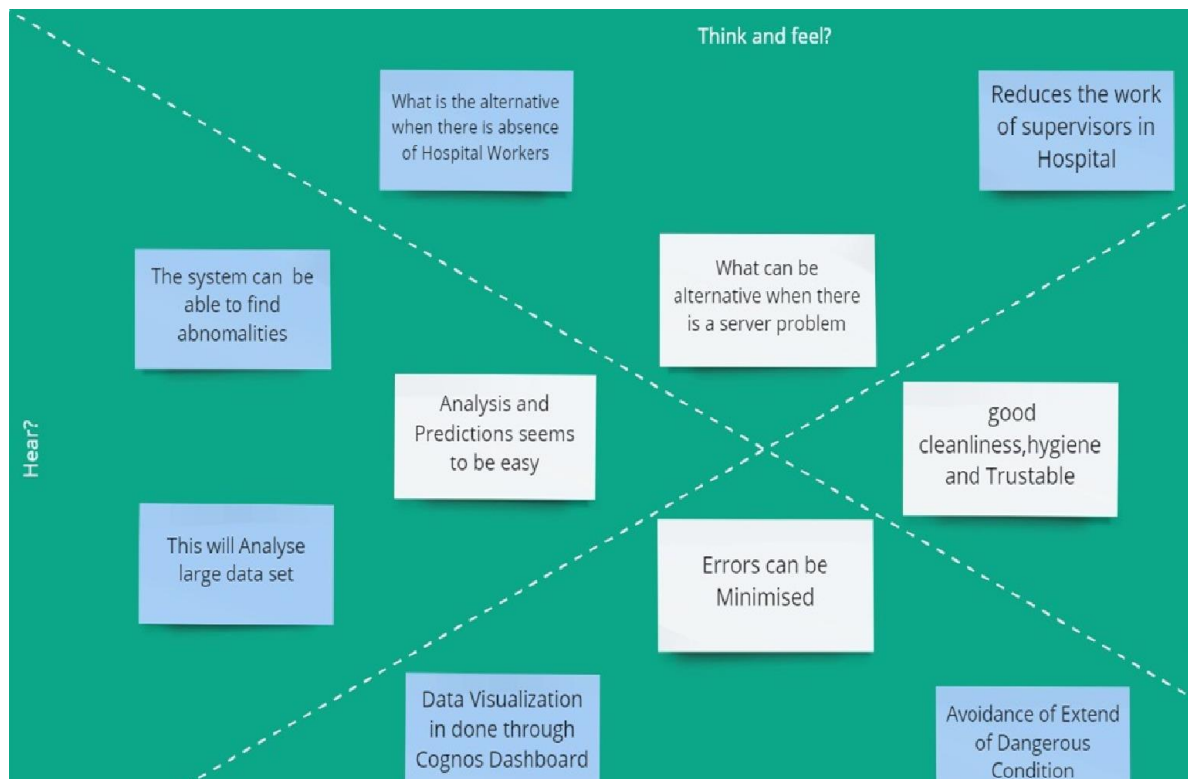 Think and feel?
What is the alternative
when there is absence
of Hospital Workers
Reduces the work
of supervisors in
Hospital
The system can be
able to find
abnomalities
What can be
alternative when there
is a server problem
Hear?
Analysis and
Predictions seems
to be easy
good
cleanliness,hygiene
and Trustable
This will Analyse
large data set
Errors can be
Minimised
Data Visualization
in done through
Cognos Dashboard
Avoidance of Extend
of Dangerous
Condition